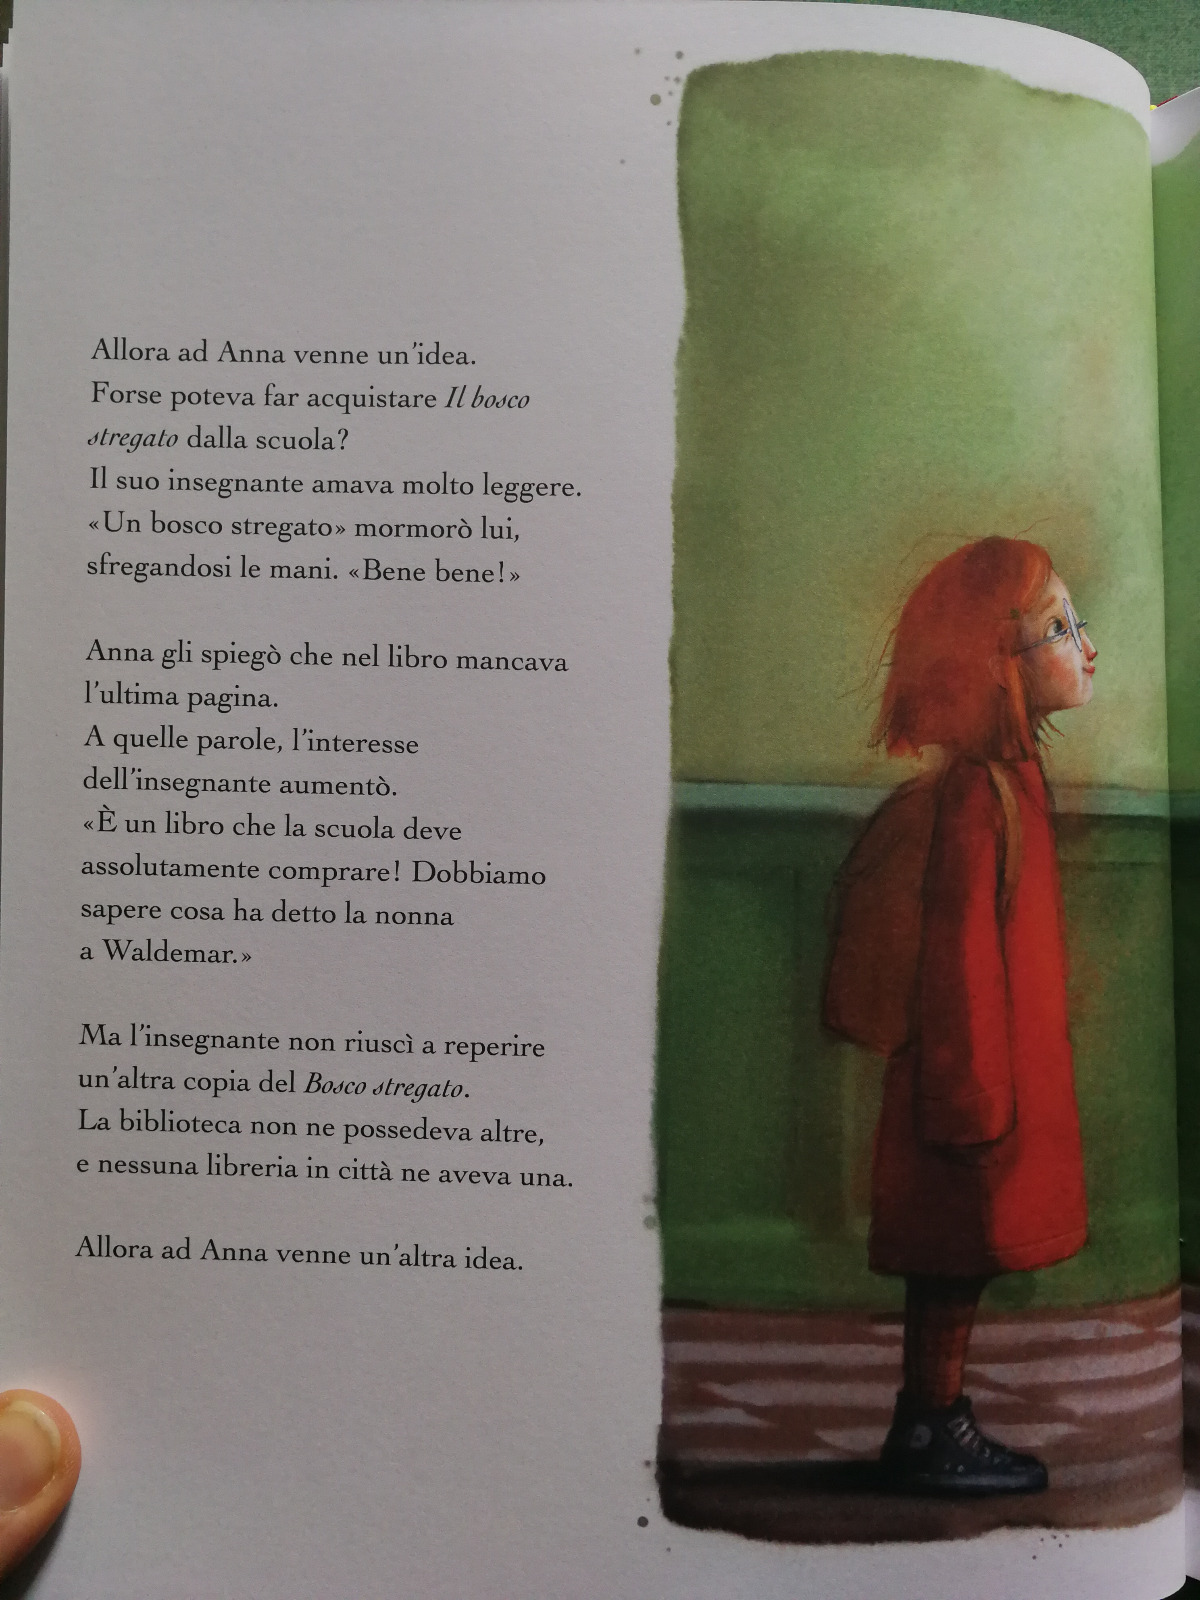 Allora ad Anna venne un'idea.
Forse poteva far acquistare Il bosco
stregato dalla scuola?
Il suo insegnante amava molto leggere.
«Un bosco stregato» mormorò lui,
sfregandosi le mani. «Bene bene!»
Anna gli spiegò che nel libro mancava
l'ultima pagina.
A quelle parole, l'interesse
dell'insegnante aumentò.
«È un libro che la scuola deve
assolutamente comprare! Dobbiamo
sapere cosa ha detto la nonna
a Waldemar.»
Ma l'insegnante non riuscì a reperire
un'altra copia del Bosco stregato.
La biblioteca non ne possedeva altre,
e nessuna libreria in città ne aveva una.
Allora ad Anna venne un'altra idea.